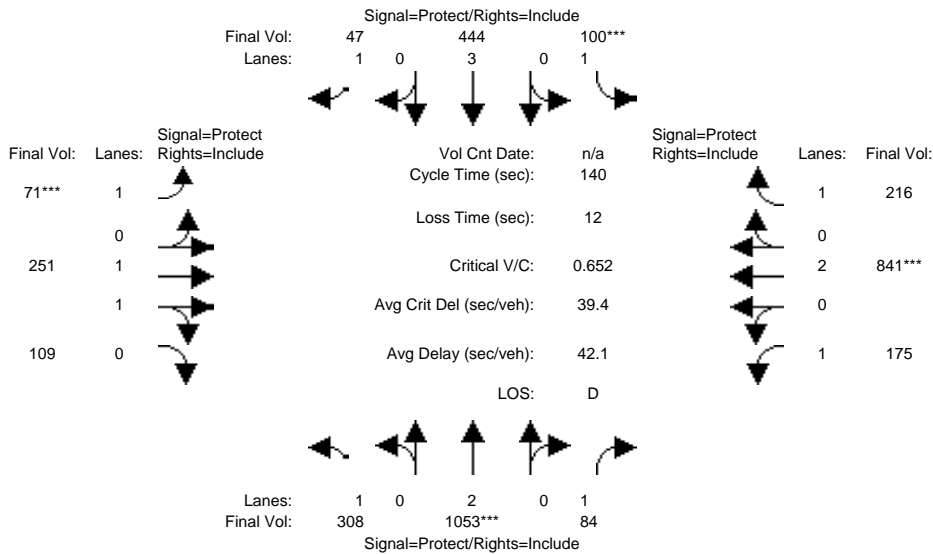 Signal=Protect/Rights=Include
Final Vol: 47 444 100***
Lanes: 1 0 3 0 1
Signal=Protect
Final Vol: Lanes: Rights=Include
Vol Cnt Date: n/a
Signal=Protect
Rights=Include Lanes: Final Vol:
Cycle Time (sec): 140
71*** 1
1 216
Loss Time (sec): 12
0
0
251 1
Critical V/C: 0.652
2 841***
1
Avg Crit Del (sec/veh): 39.4
0
109 0
Avg Delay (sec/veh): 42.1
1 175
LOS: D
Lanes: 1 0 2 0 1
Final Vol: 308 1053*** 84
Signal=Protect/Rights=Include